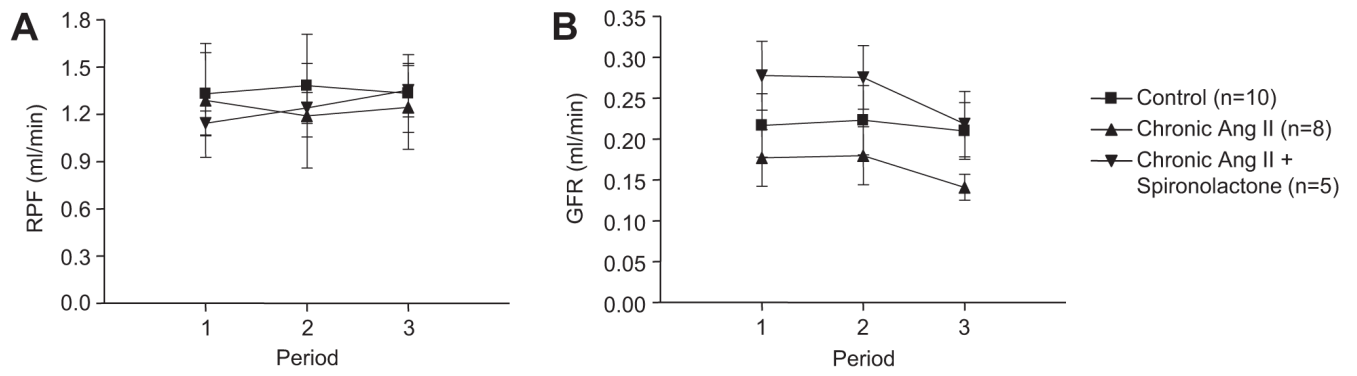 A
RPF (ml/min)
1.8
1.5
1.2
0.9
0.6
0.3
0.0
1 2 3
Period
B
GFR (ml/min)
0.35
0.30
0.25
0.20
0.15
0.10
0.05
0.00
1 2 3
Period
Control (n=10)
Chronic Ang II (n=8)
Chronic Ang II +
Spironolactone (n=5)